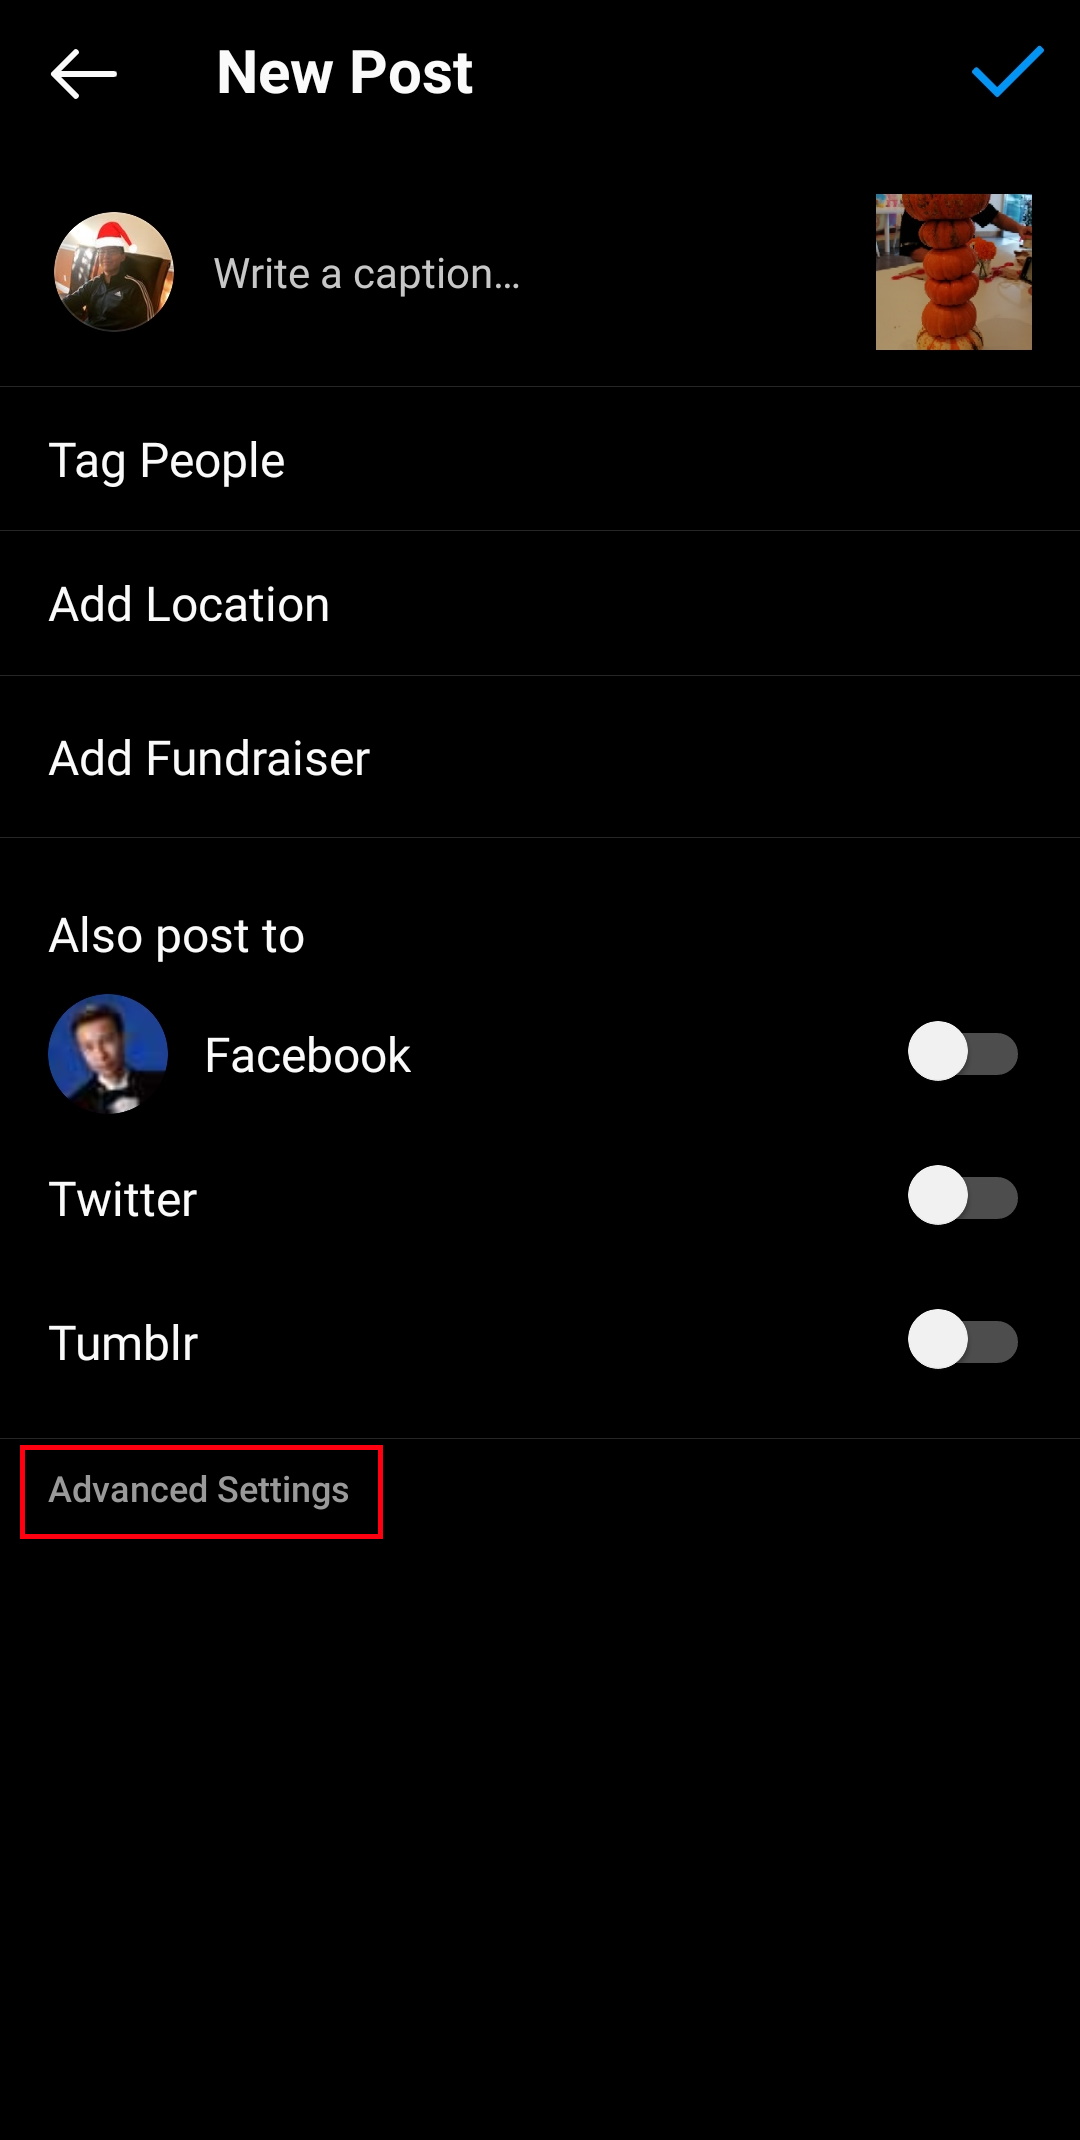 New Post
Write a caption...
Tag People
Add Location
Add Fundraiser
Also post to
Facebook
Twitter
Tumblr
Advanced Settings